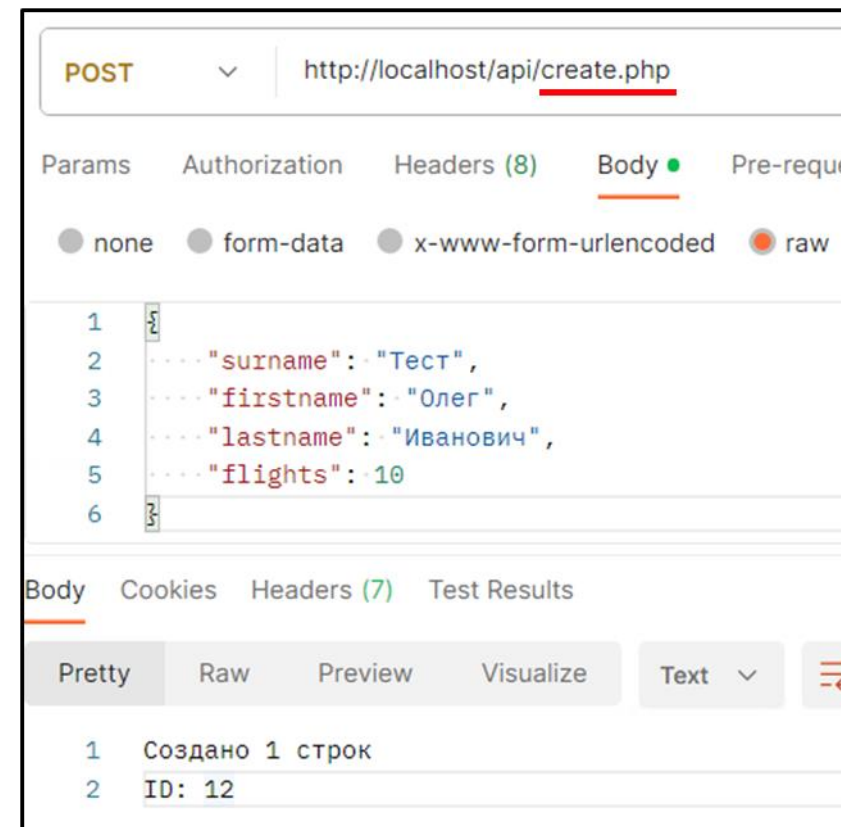 POST http://localhost/api/create.php
Params Authorization Headers (8) Body Pre-reque
none form-data x-www-form-urlencoded raw
1 {
2 "surname": "Тест",
3 "firstname": "Олег",
4 "lastname": "Иванович",
5 "flights": 10
6 }
Body Cookies Headers (7) Test Results
Pretty Raw Preview Visualize Text
1 Создано 1 строк
2 ID: 12